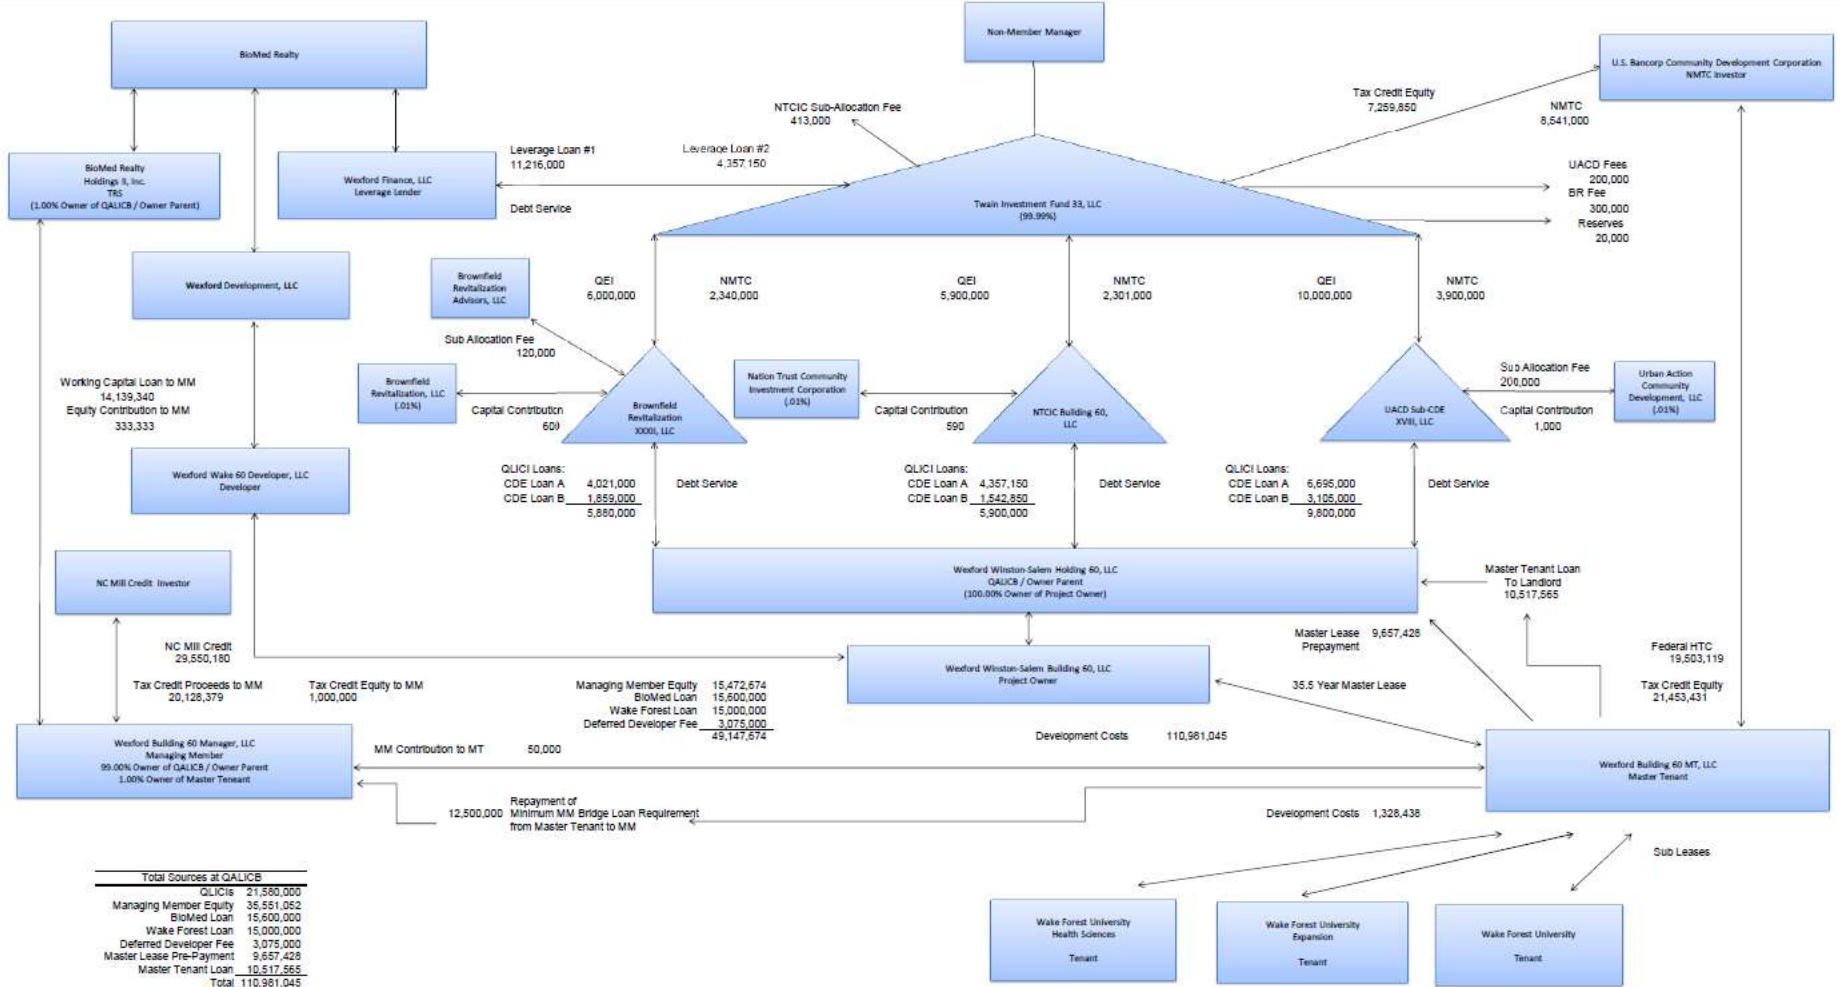 Non-Member Manager
BioMed Realty
U.S. Bancorp Community Development Corporation
NMTC Investor
Tax Credit Equity
7,259,850
NMTC
8,541,000
NTCIC Sub-Allocation Fee
413,000
BioMed Realty
Holdings II, Inc.
TRS
(1.00% Owner of QALICB / Owner Parent)
Wexford Finance, LLC
Leverage Lender
Leverage Loan #1
11,216,000
Leverage Loan #2
4,357,150
Debt Service
Twain Investment Fund 33, LLC
(99.99%)
UACD Fees
200,000
BR Fee
300,000
Reserves
20,000
Wexford Development, LLC
Brownfield
Revitalization
Advisors, LLC
QEI
6,000,000
NMTC
2,340,000
QEI
5,900,000
NMTC
2,301,000
QEI
10,000,000
NMTC
3,900,000
Sub Allocation Fee
120,000
Working Capital Loan to MM
14,139,340
Equity Contribution to MM
333,333
Brownfield
Revitalization, LLC
(.01%)
Capital Contribution
600
Brownfield
Revitalization
XXXII, LLC
Nation Trust Community
Investment Corporation
(.01%)
Capital Contribution
590
NTCIC Building 60,
LLC
UACD Sub-CDE
XVIII, LLC
Sub Allocation Fee
200,000
Capital Contribution
1,000
Urban Action
Community
Development, LLC
(.01%)
Wexford Wake 60 Developer, LLC
Developer
QLICI Loans:
CDE Loan A 4,021,000
CDE Loan B 1,859,000
5,880,000
Debt Service
QLICI Loans:
CDE Loan A 4,357,150
CDE Loan B 1,542,850
5,900,000
Debt Service
QLICI Loans:
CDE Loan A 6,695,000
CDE Loan B 3,105,000
9,800,000
Debt Service
NC Mill Credit Investor
Wexford Winston-Salem Holding 60, LLC
QALICB / Owner Parent
(100.00% Owner of Project Owner)
Master Tenant Loan
To Landlord
10,517,565
NC Mill Credit
29,550,180
Tax Credit Proceeds to MM
20,128,379
Tax Credit Equity to MM
1,000,000
Managing Member Equity 15,472,674
BioMed Loan 15,600,000
Wake Forest Loan 15,000,000
Deferred Developer Fee 3,075,000
49,147,674
Wexford Winston-Salem Building 60, LLC
Project Owner
Master Lease 9,657,428
Prepayment
35.5 Year Master Lease
Federal HTC
19,503,119
Tax Credit Equity
21,453,431
Wexford Building 60 Manager, LLC
Managing Member
99.00% Owner of QALICB / Owner Parent
1.00% Owner of Master Teneant
MM Contribution to MT 50,000
Development Costs 110,981,045
Wexford Building 60 MT, LLC
Master Tenant
Repayment of
12,500,000 Minimum MM Bridge Loan Requirement
from Master Tenant to MM
Development Costs 1,328,438
Sub Leases
Total Sources at QALICB
QLICIs 21,580,000
Managing Member Equity 35,551,052
BioMed Loan 15,600,000
Wake Forest Loan 15,000,000
Deferred Developer Fee 3,075,000
Master Lease Pre-Payment 9,657,428
Master Tenant Loan 10,517,565
Total 110,981,045
Wake Forest University
Health Sciences
Tenant
Wake Forest University
Expansion
Tenant
Wake Forest University
Tenant